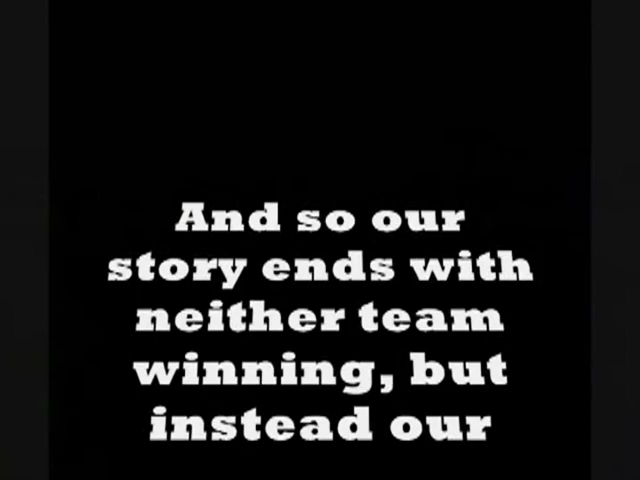 And so our
story ends with
neither team
winning, but
instead our